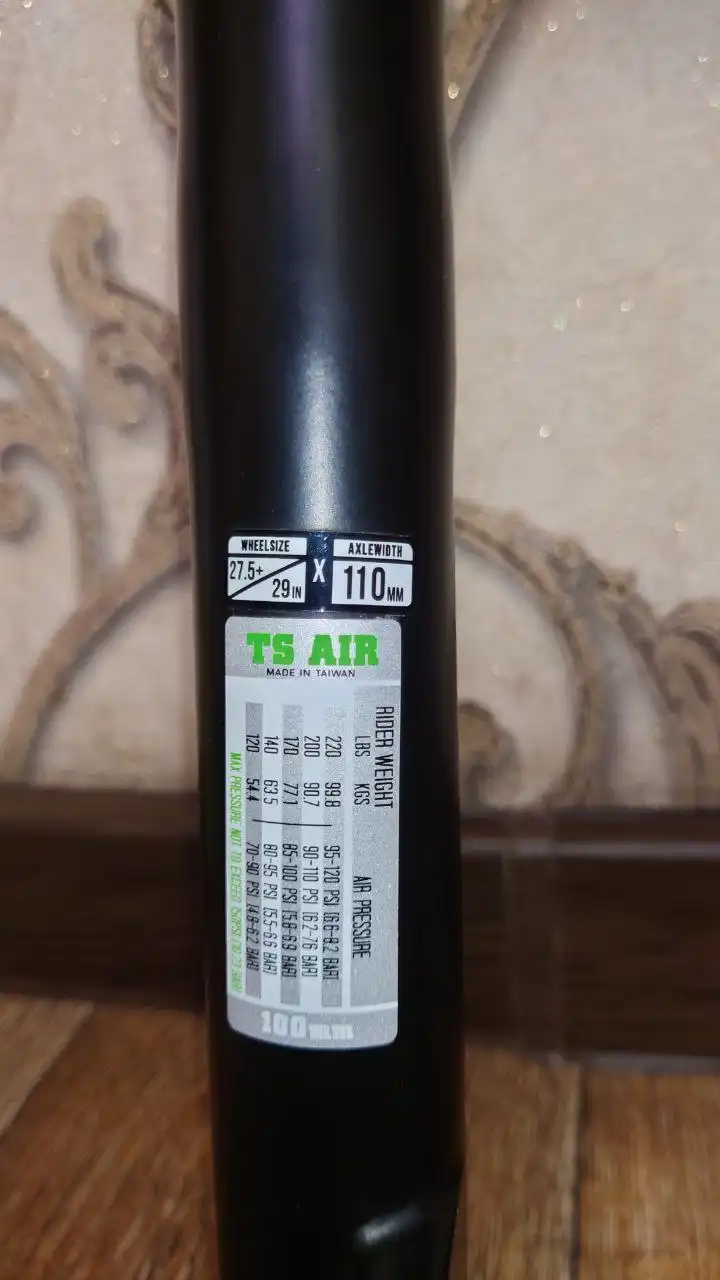 WHEELSIZE
27.5+
29IN
X
AXLEWIDTH
110MM
TS AIR
MADE IN TAIWAN
RIDER WEIGHT AIR PRESSURE
LBS KGS
220 99.8 95-120 PSI (6.6-8.2 BAR)
200 90.7 90-110 PSI (6.2-7.6 BAR)
170 77.1 85-100 PSI (5.8-6.9 BAR)
140 63.5 80-95 PSI (5.5-6.6 BAR)
120 54.4 70-90 PSI (4.8-6.2 BAR)
MAX PRESSURE NOT TO EXCEED 150PSI (10.23 BAR)
100